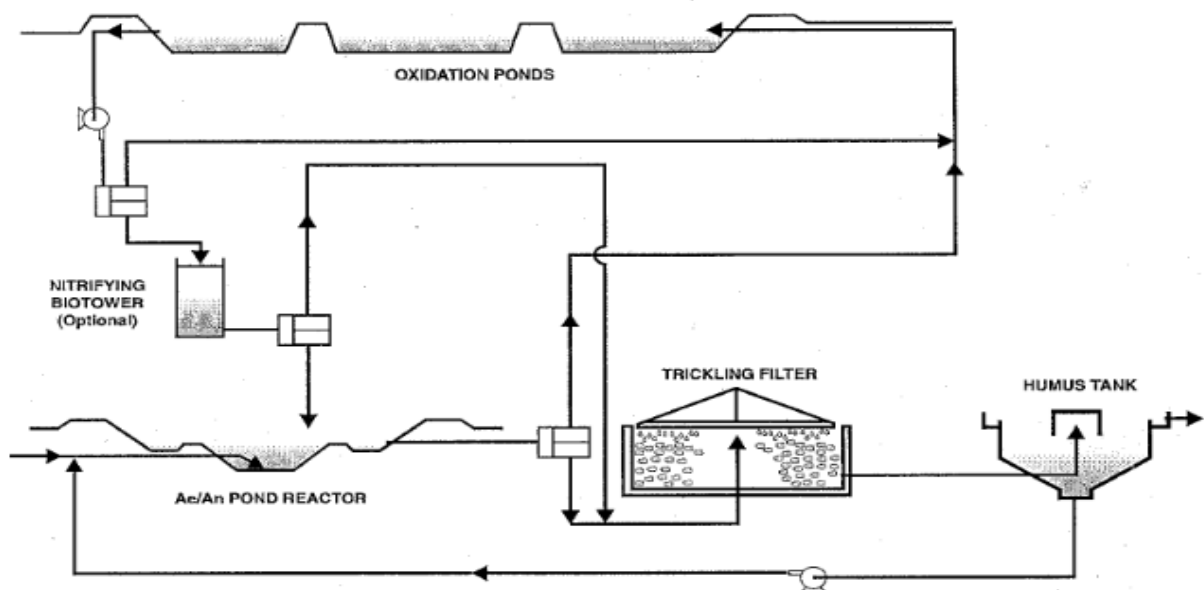 OXIDATION PONDS
NITRIFYING
BIOTOWER
(Optional)
TRICKLING FILTER
HUMUS TANK
Ae/An POND REACTOR